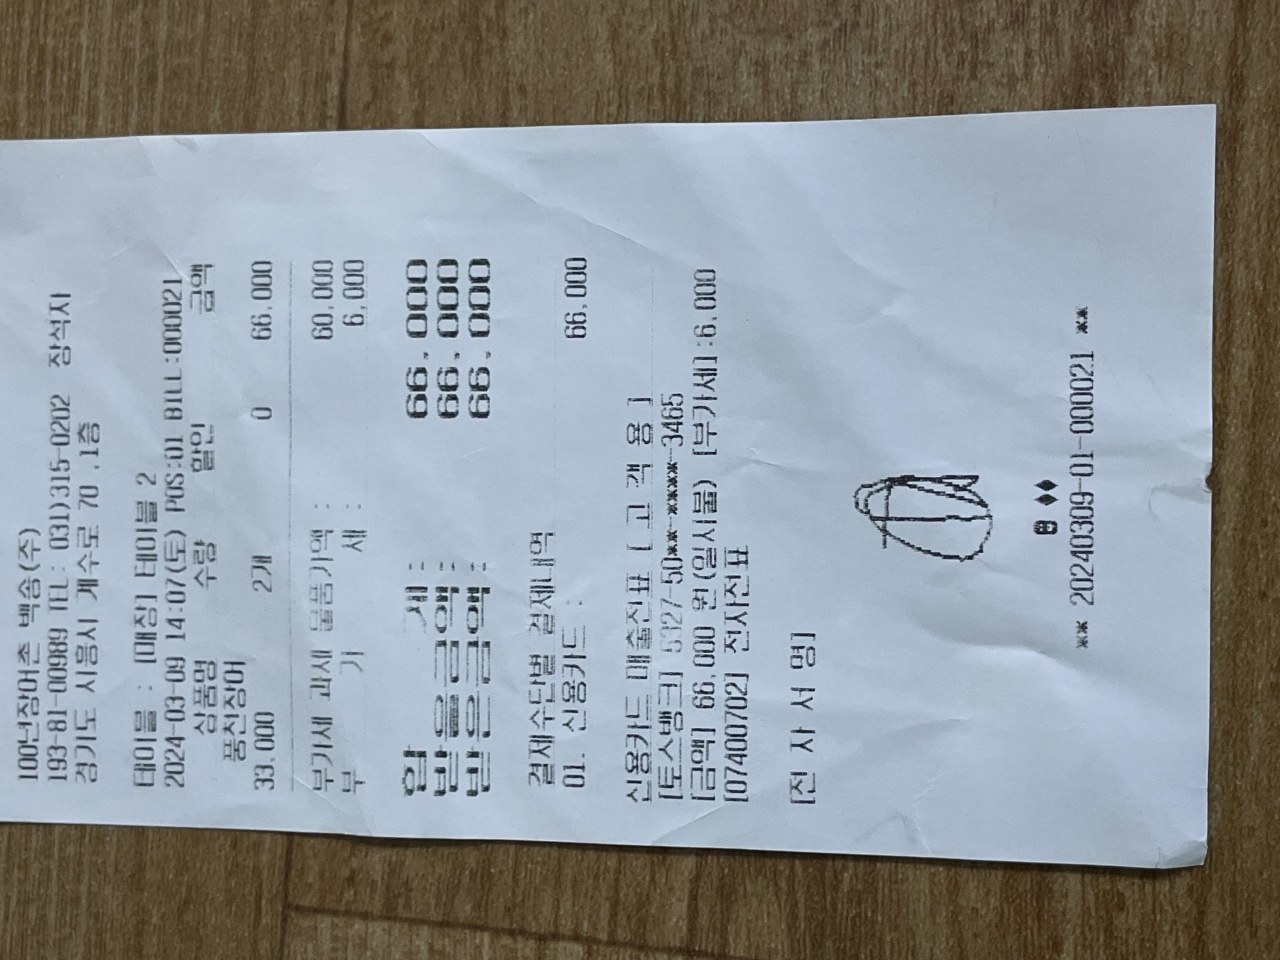 100년장어촌 백송(주)
193-81-00989 TEL : 031)315-0202 장석지
경기도 시흥시 계수로 70 ,1층
테이블 : [매장] 테이블 2
2024-03-09 14:07(토) POS:01 BILL:000021
상품명 수량 할인 금액
풍천장어
33,000 2개 0 66,000
부가세 과세 물품가액 : 60,000
부 가 세 : 6,000
합 계 : 66,000
받을금액 : 66,000
받은금액 : 66,000
결제수단별 결제내역
01. 신용카드 : 66,000
신용카드 매출전표 [ 고 객 용 ]
[토스뱅크] 5327-50**-****-3465
[금액] 66,000 원(일시불) [부가세]:6,000
[07400702] 전사전표
[전 자 서 명]
** 20240309-01-000021 **